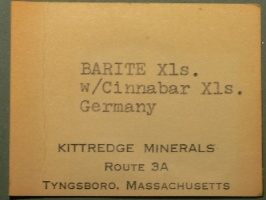 BARITE Xls.
w/Cinnabar Xls.
Germany
KITTREDGE MINERALS
ROUTE 3A
TYNGSBORO, MASSACHUSETTS